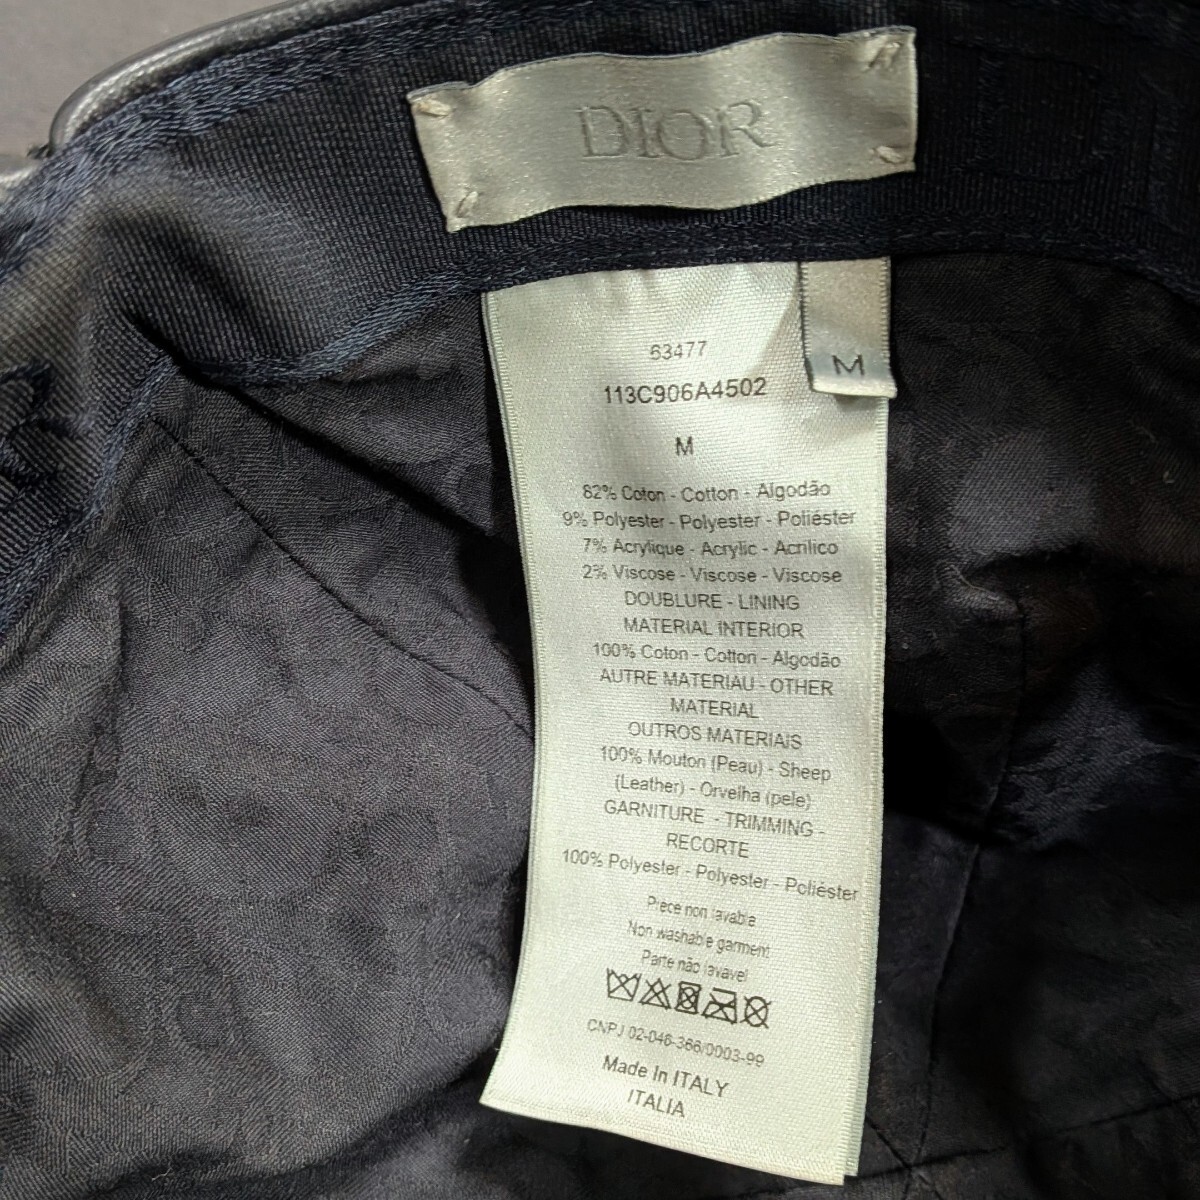 DIOR
63477
113C906A4502
M
M
82% Coton - Cotton - Algodão
9% Polyester - Polyester - Poliéster
7% Acrylique - Acrylic - Acrilico
2% Viscose - Viscose - Viscose
DOUBLURE - LINING
MATERIAL INTERIOR
100% Coton - Cotton - Algodão
AUTRE MATERIAU - OTHER
MATERIAL
OUTROS MATERIAIS
100% Mouton (Peau) - Sheep
(Leather) - Orvelha (pele)
GARNITURE - TRIMMING -
RECORTE
100% Polyester - Polyester - Poliéster
Piece non lavable
Non washable garment
Parte não lavavel
CNPJ 02-046-366/0003-99
Made In ITALY
ITALIA